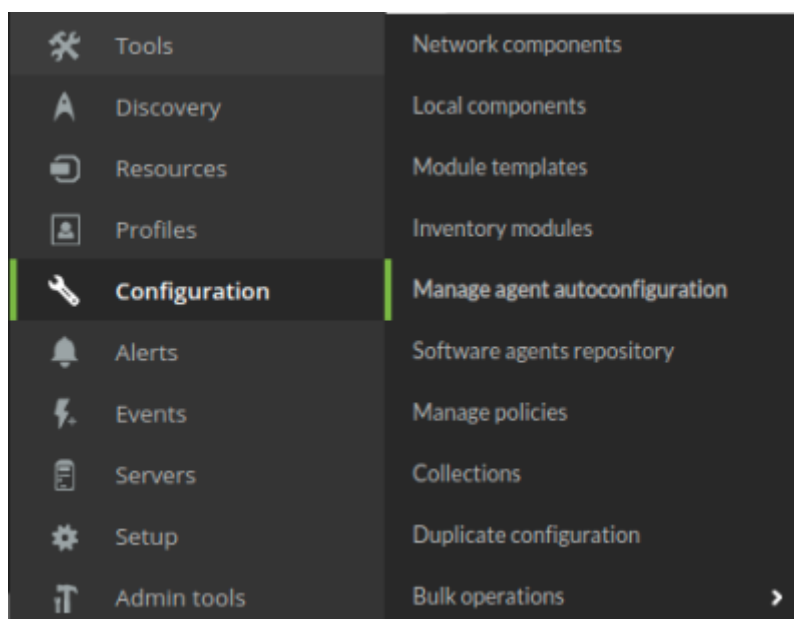 Tools
Discovery
Resources
Profiles
Configuration
Alerts
Events
Servers
Setup
Admin tools
Network components
Local components
Module templates
Inventory modules
Manage agent autoconfiguration
Software agents repository
Manage policies
Collections
Duplicate configuration
Bulk operations